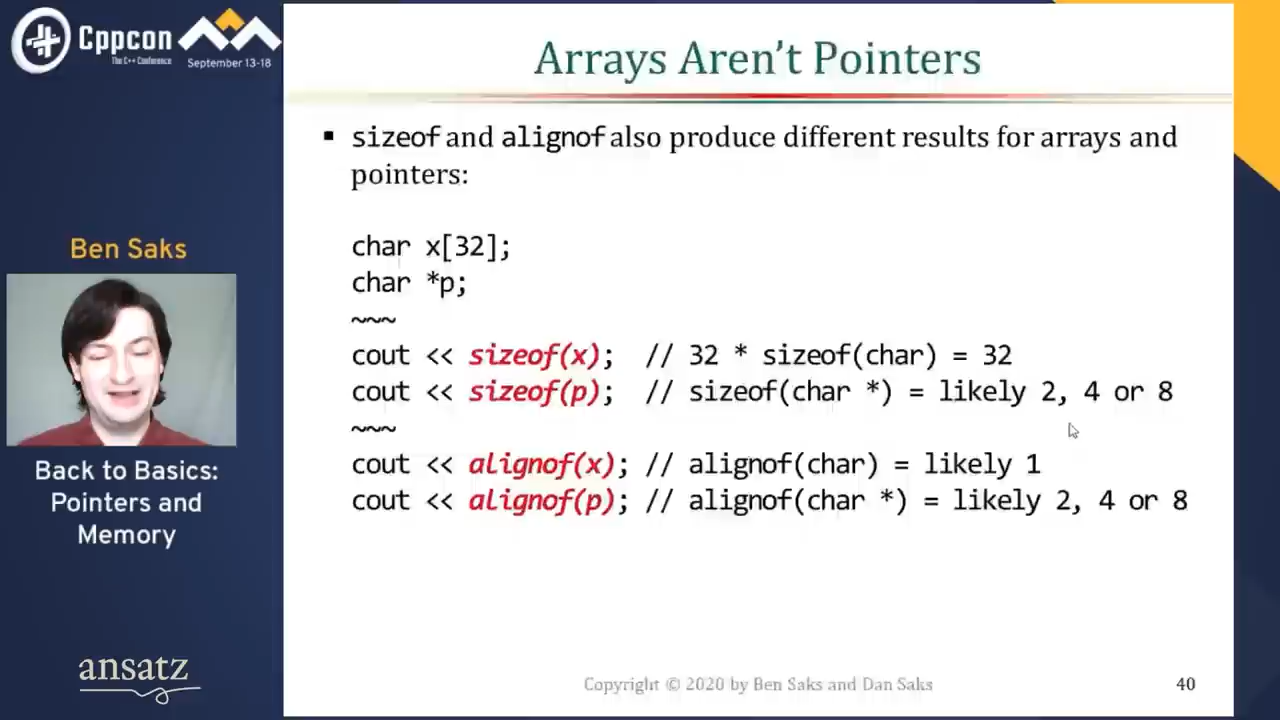 Cppcon
The C++ Conference
September 13-18
Ben Saks
Back to Basics:
Pointers and
Memory
ansatz
Arrays Aren't Pointers
▪ sizeof and alignof also produce different results for arrays and
pointers:
char x[32];
char *p;
~~~
cout << sizeof(x); // 32 * sizeof(char) = 32
cout << sizeof(p); // sizeof(char *) = likely 2, 4 or 8
~~~
cout << alignof(x); // alignof(char) = likely 1
cout << alignof(p); // alignof(char *) = likely 2, 4 or 8
Copyright © 2020 by Ben Saks and Dan Saks
40